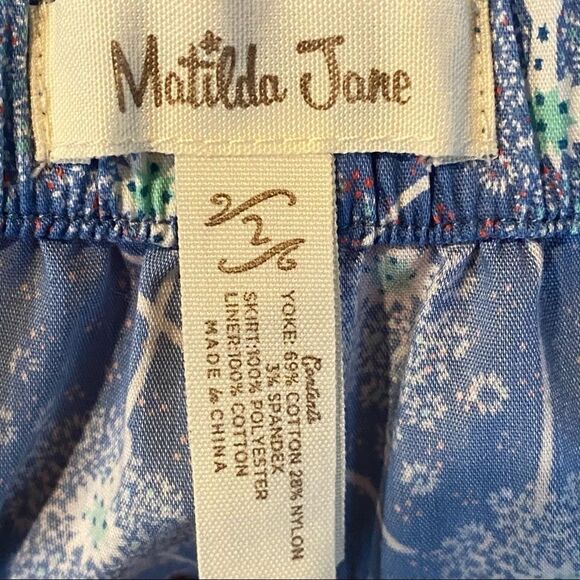 Matilda Jane
2
Contents
YOKE: 69% COTTON 28% NYLON
3% SPANDEX
SKIRT: 100% POLYESTER
LINER: 100% COTTON
MADE in CHINA